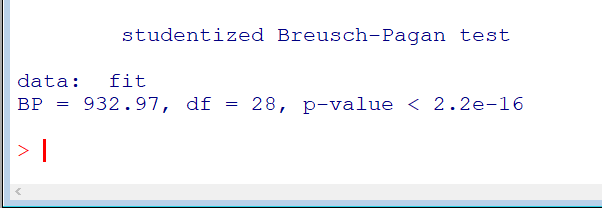 studentized Breusch-Pagan test
data:  fit
BP = 932.97, df = 28, p-value < 2.2e-16
>